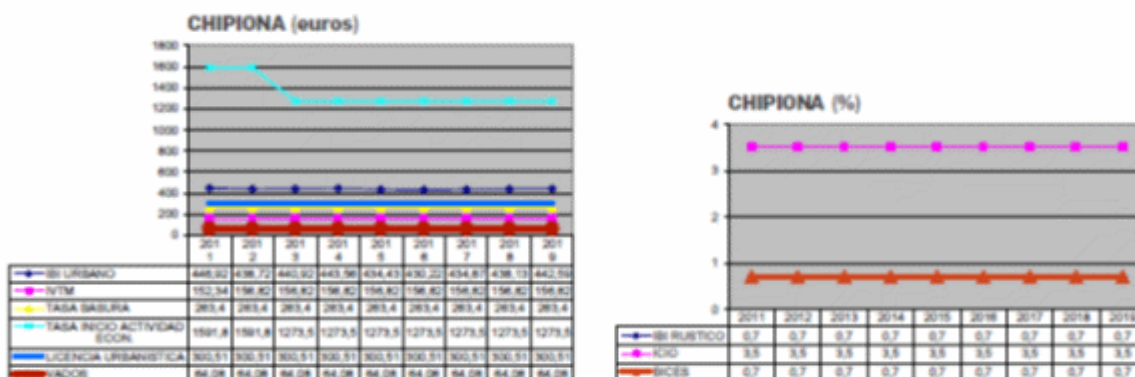 CHIPIONA (euros)
1800
1600
1400
1200
1000
800
600
400
200
0
201 1 201 2 201 3 201 4 201 5 201 6 201 7 201 8 201 9
IBI URBANO 446,92 438,72 440,92 443,56 434,43 430,22 434,87 438,13 442,59
IVTM 152,34 156,82 156,82 156,82 156,82 156,82 156,82 156,82 156,82
TASA BASURA 263,4 263,4 263,4 263,4 263,4 263,4 263,4 263,4 263,4
TASA INICIO ACTIVIDAD ECON. 1591,8 1591,8 1273,5 1273,5 1273,5 1273,5 1273,5 1273,5 1273,5
LICENCIA URBANISTICA 300,51 300,51 300,51 300,51 300,51 300,51 300,51 300,51 300,51
VADOS 64,08 64,08 64,08 64,08 64,08 64,08 64,08 64,08 64,08
CHIPIONA (%)
4
3
2
1
0
2011 2012 2013 2014 2015 2016 2017 2018 2019
IBI RUSTICO 0,7 0,7 0,7 0,7 0,7 0,7 0,7 0,7 0,7
ICIO 3,5 3,5 3,5 3,5 3,5 3,5 3,5 3,5 3,5
BICES 0,7 0,7 0,7 0,7 0,7 0,7 0,7 0,7 0,7